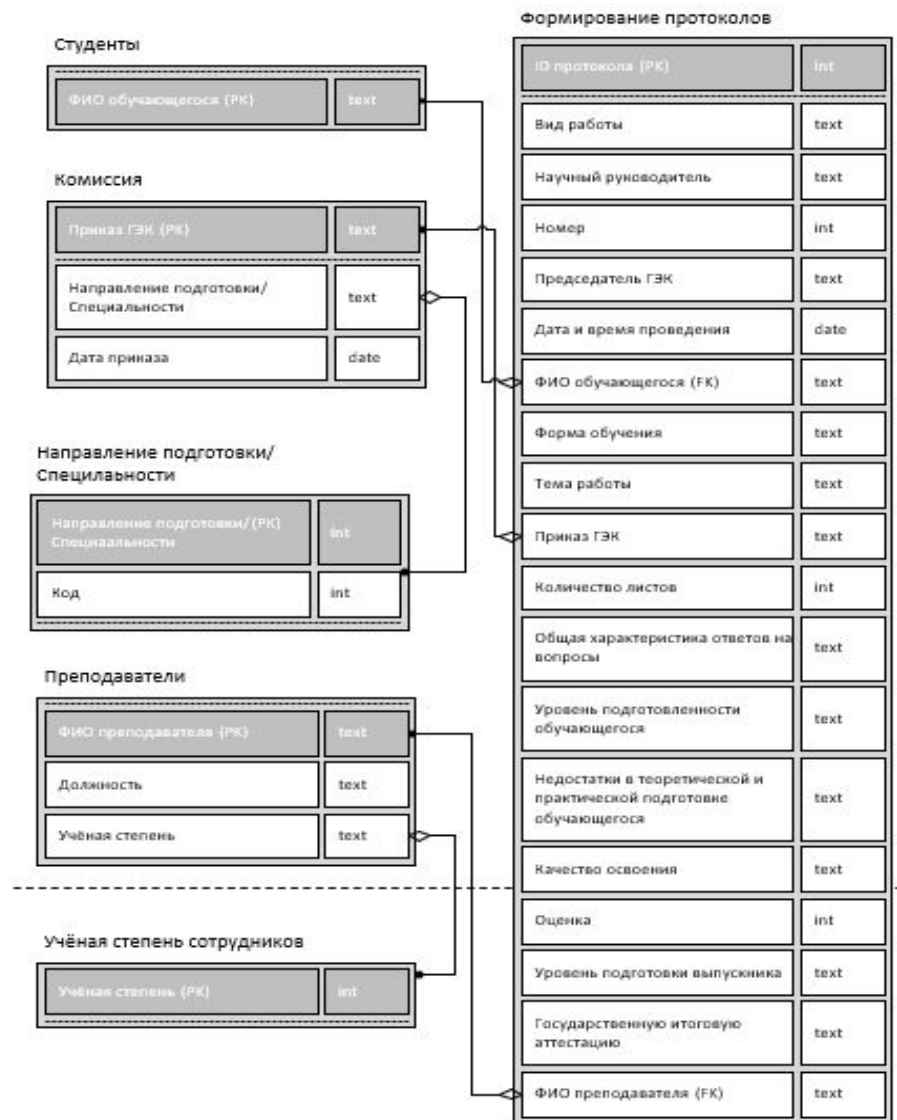 Студенты
ФИО обучающегося (PK) text
Комиссия
Приказ ГЭК (PK) text
Направление подготовки/
Специальности
text
Дата приказа date
Направление подготовки/
Специлаьности
Направление подготовки/(PK)
Специаальности
int
Код int
Преподаватели
ФИО преподавателя (PK) text
Должность text
Учёная степень text
Учёная степень сотрудников
Учёная степень (PK) int
Формирование протоколов
ID протокола (PK) int
Вид работы text
Научный руководитель text
Номер int
Председатель ГЭК text
Дата и время проведения date
ФИО обучающегося (FK) text
Форма обучения text
Тема работы text
Приказ ГЭК text
Количество листов int
Общая характеристика ответов на
вопросы
text
Уровень подготовленности
обучающегося
text
Недостатки в теоретической и
практической подготовке
обучающегося
text
Качество освоения text
Оценка int
Уровень подготовки выпускника text
Государственную итоговую
аттестацию
text
ФИО преподавателя (FK) text